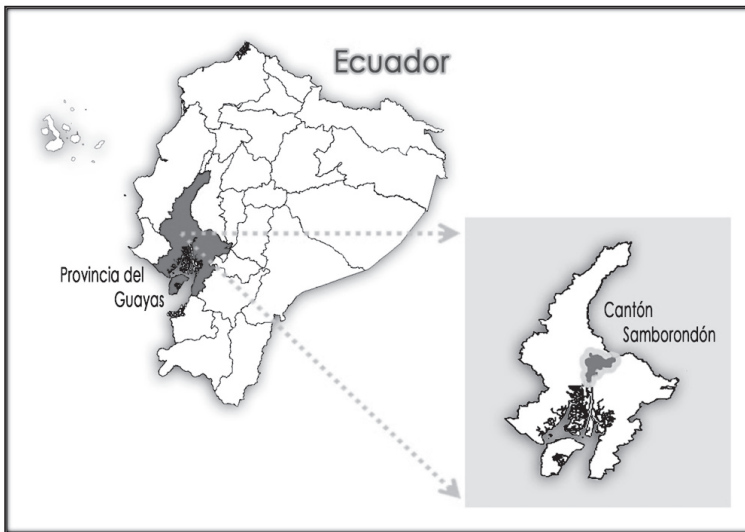 Ecuador
Provincia del
Guayas
Cantón
Samborondón